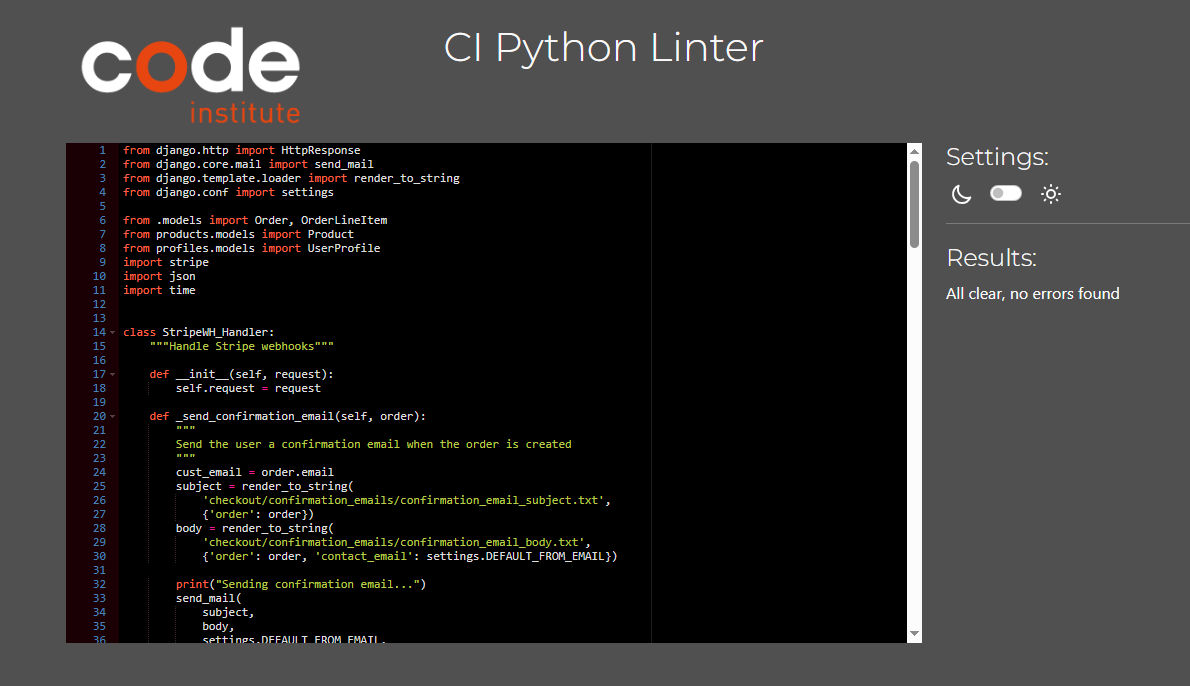 code
institute
CI Python Linter
1 from django.http import HttpResponse
2 from django.core.mail import send_mail
3 from django.template.loader import render_to_string
4 from django.conf import settings
5
6 from .models import Order, OrderLineItem
7 from products.models import Product
8 from profiles.models import UserProfile
9 import stripe
10 import json
11 import time
12
13
14 class StripeWH_Handler:
15     """Handle Stripe webhooks"""
16
17     def __init__(self, request):
18         self.request = request
19
20     def _send_confirmation_email(self, order):
21         """
22         Send the user a confirmation email when the order is created
23         """
24         cust_email = order.email
25         subject = render_to_string(
26             'checkout/confirmation_emails/confirmation_email_subject.txt',
27             {'order': order})
28         body = render_to_string(
29             'checkout/confirmation_emails/confirmation_email_body.txt',
30             {'order': order, 'contact_email': settings.DEFAULT_FROM_EMAIL})
31
32         print("Sending confirmation email...")
33         send_mail(
34             subject,
35             body,
36             settings.DEFAULT_FROM_EMAIL,
Settings:
Results:
All clear, no errors found